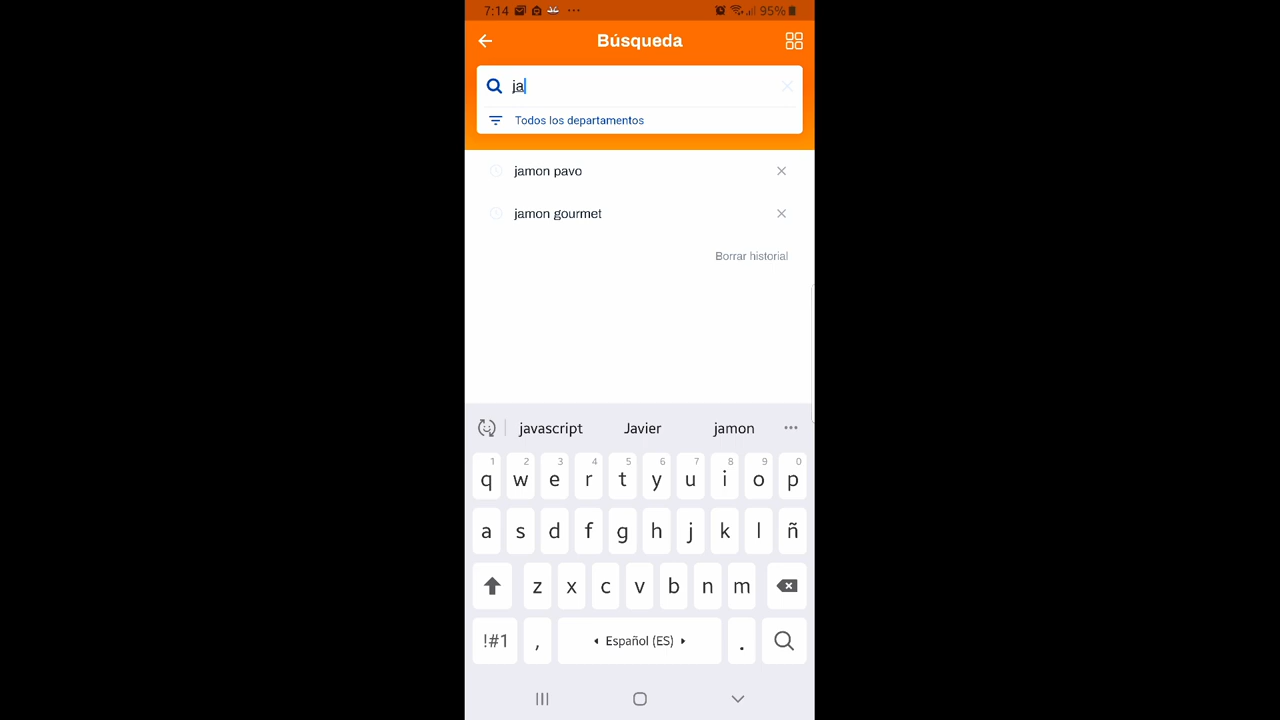 7:14 ··· 95%
Búsqueda
ja
Todos los departamentos
jamon pavo
jamon gourmet
Borrar historial
javascript Javier jamon ···
1 2 3 4 5 6 7 8 9 0
q w e r t y u i o p
a s d f g h j k l ñ
z x c v b n m
!#1 , Español (ES) .